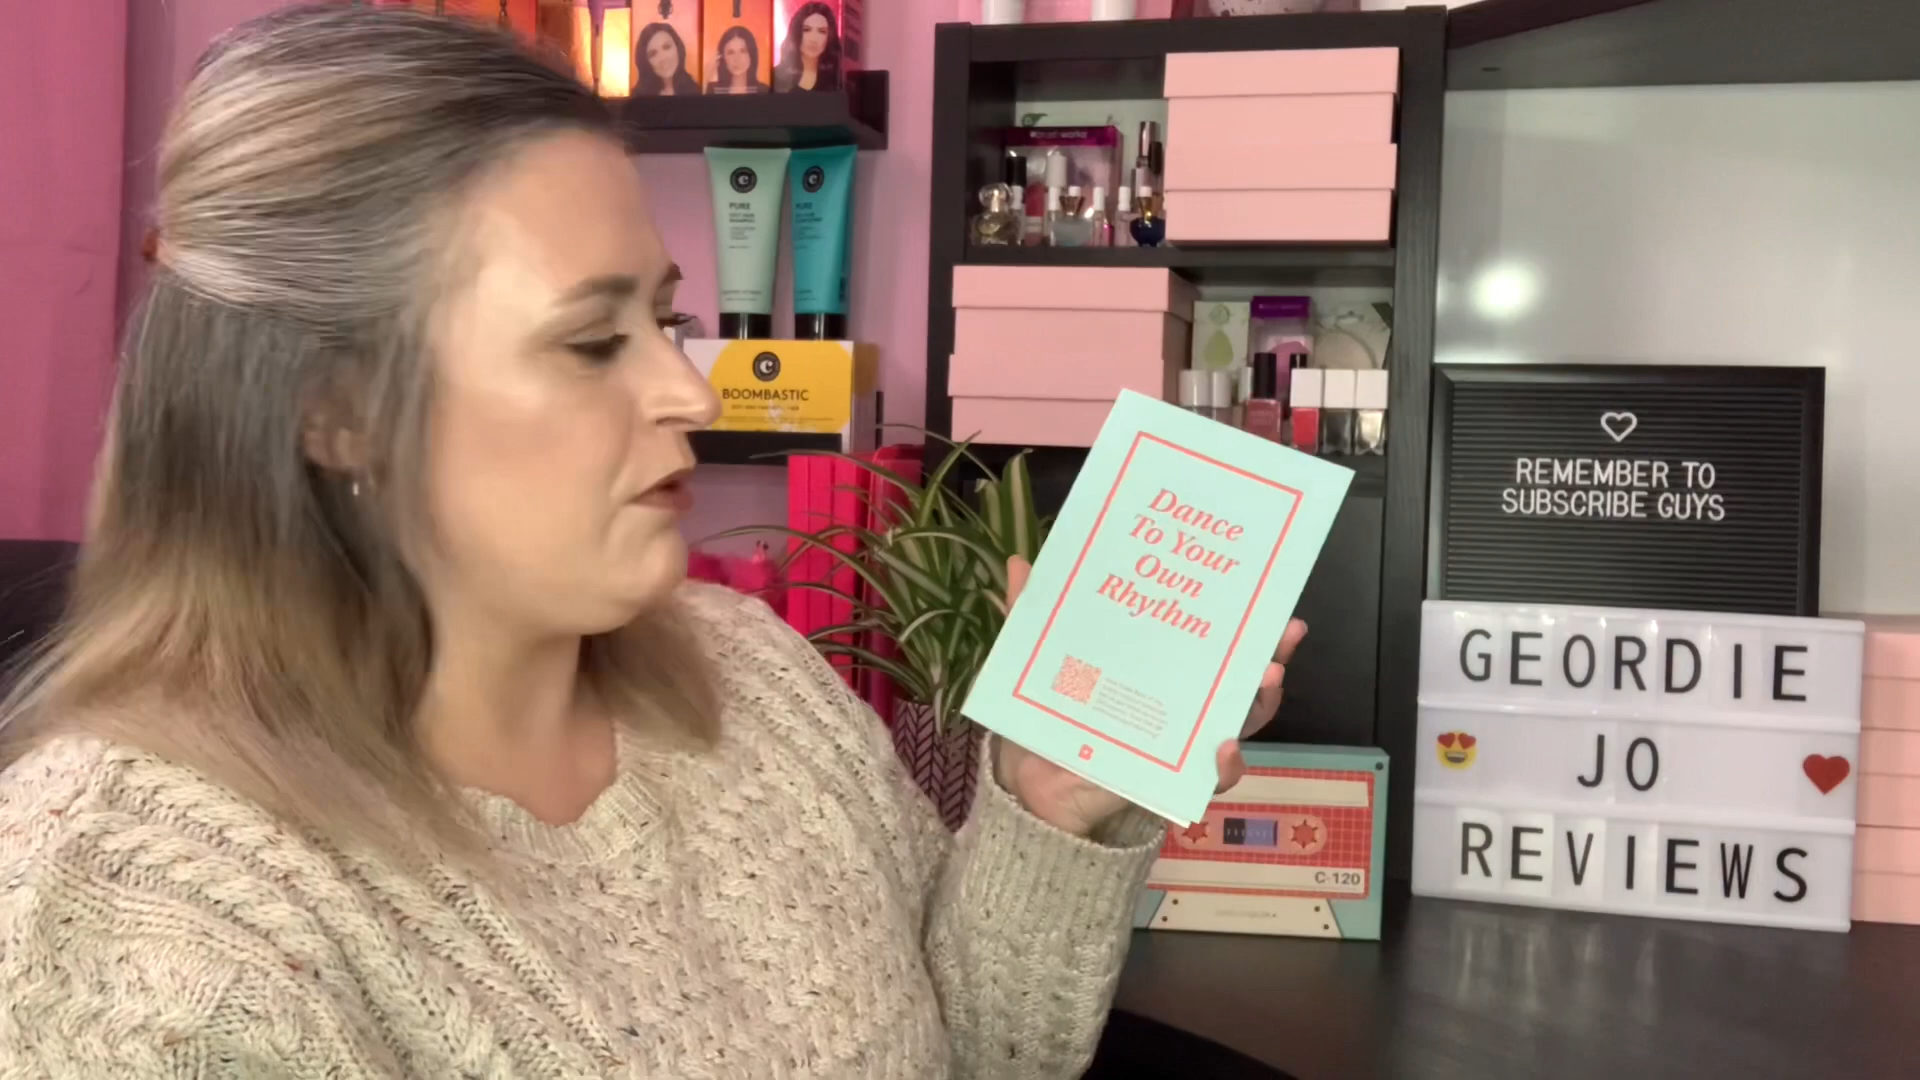 PURE
PURE
BOOMBASTIC
Dance
To Your
Own
Rhythm
REMEMBER TO
SUBSCRIBE GUYS
GEORDIE
JO
REVIEWS
C-120